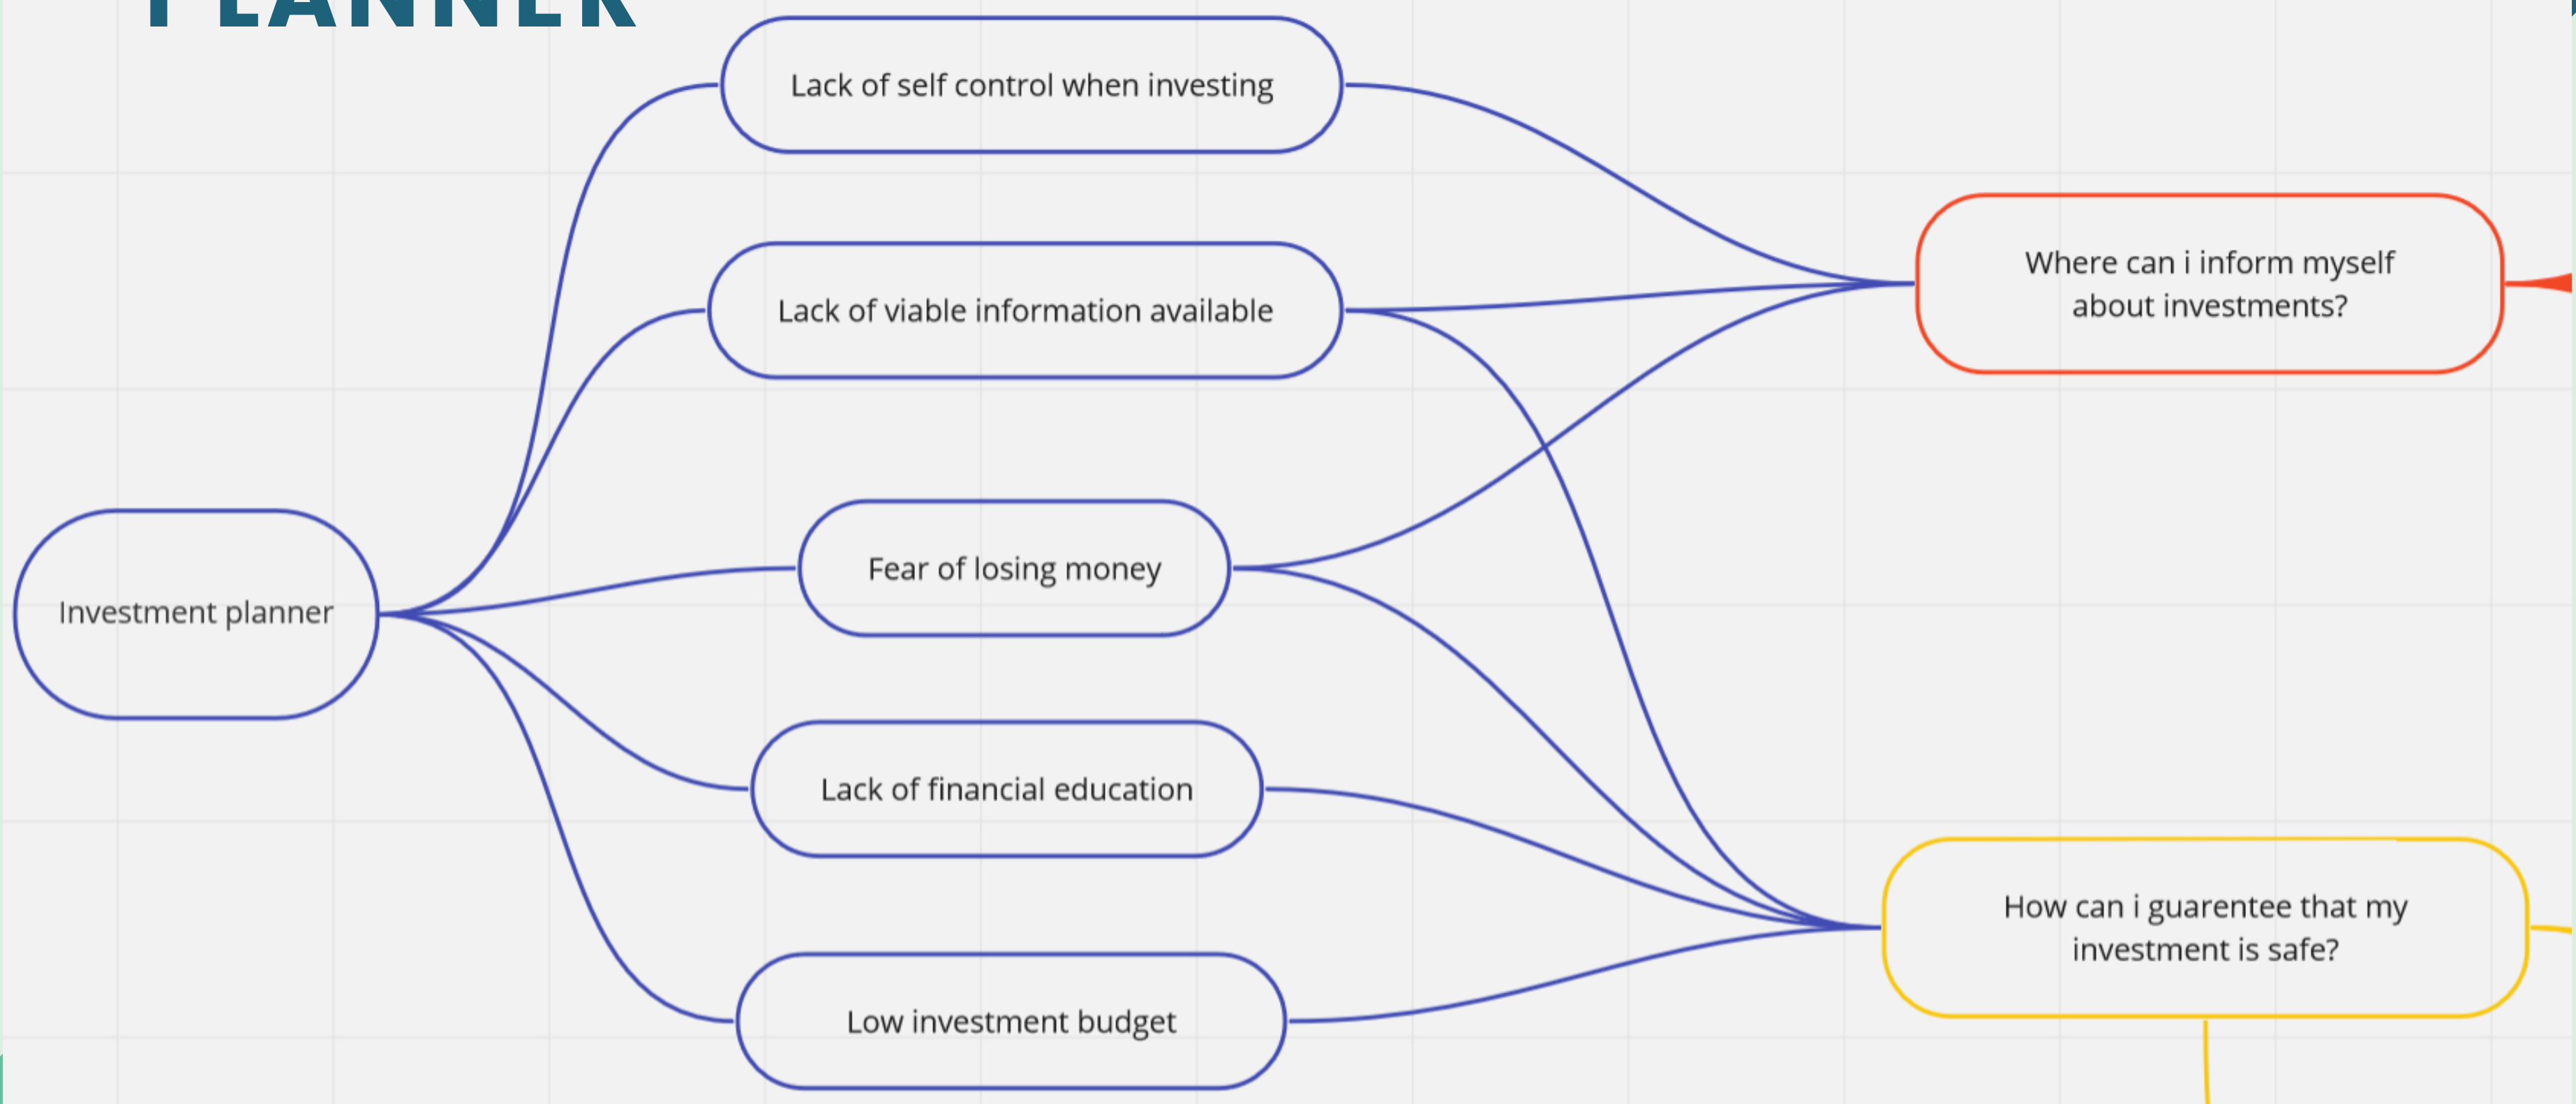 PLANNER
Lack of self control when investing
Lack of viable information available
Where can i inform myself
about investments?
Fear of losing money
Investment planner
Lack of financial education
How can i guarentee that my
investment is safe?
Low investment budget